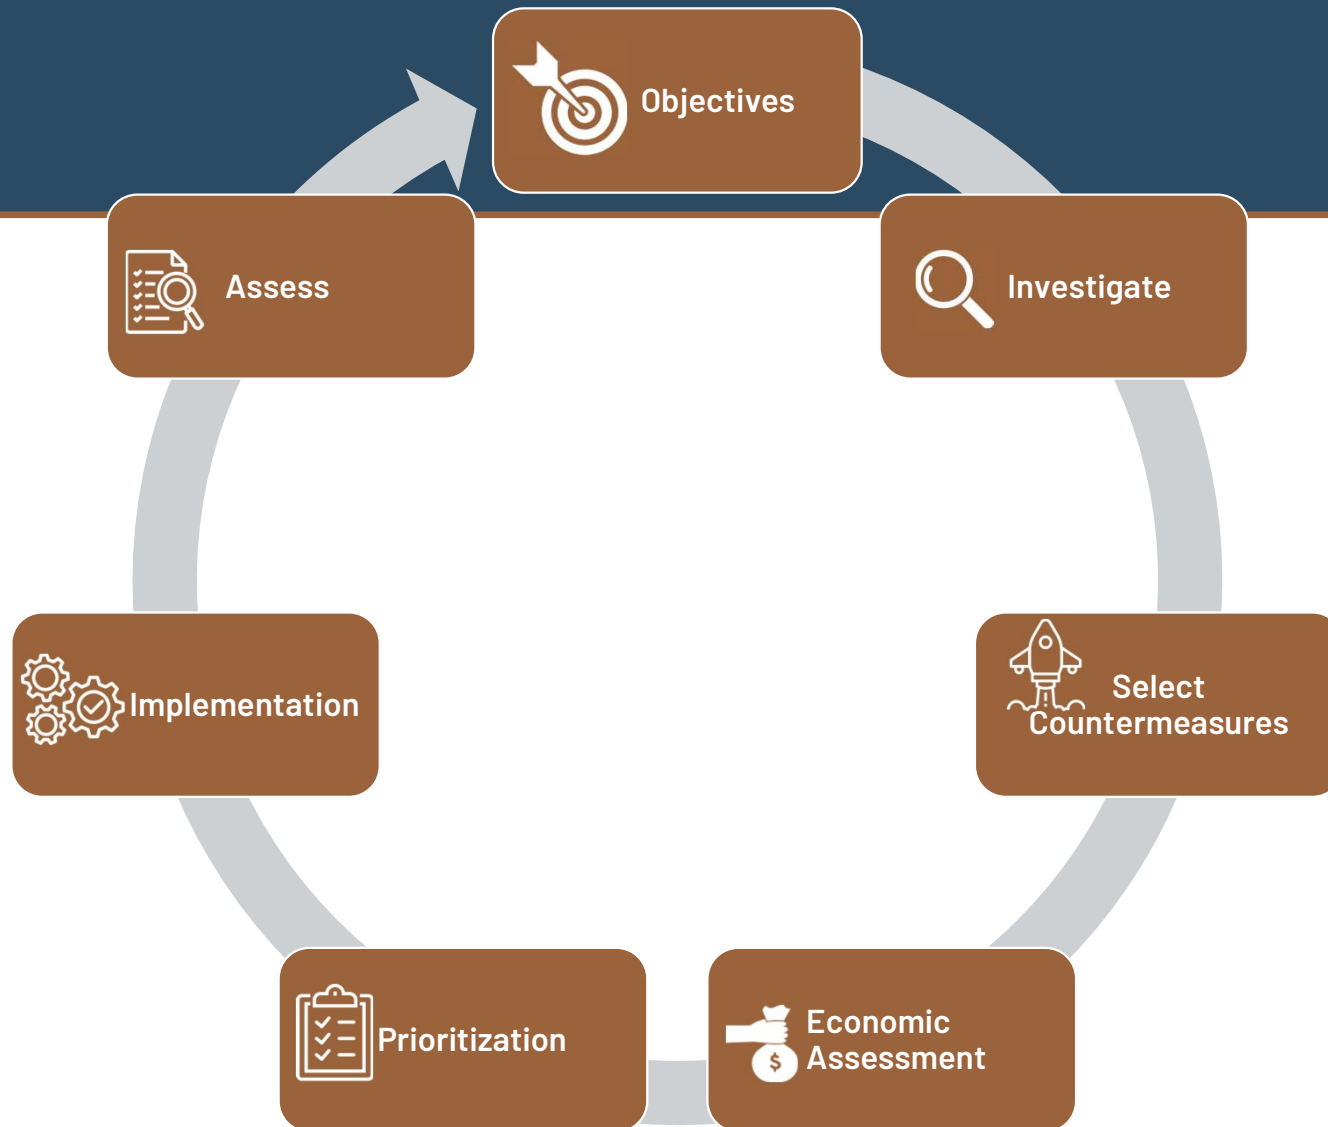 Objectives
Investigate
Select
Countermeasures
Economic
Assessment
$
Prioritization
Implementation
Assess